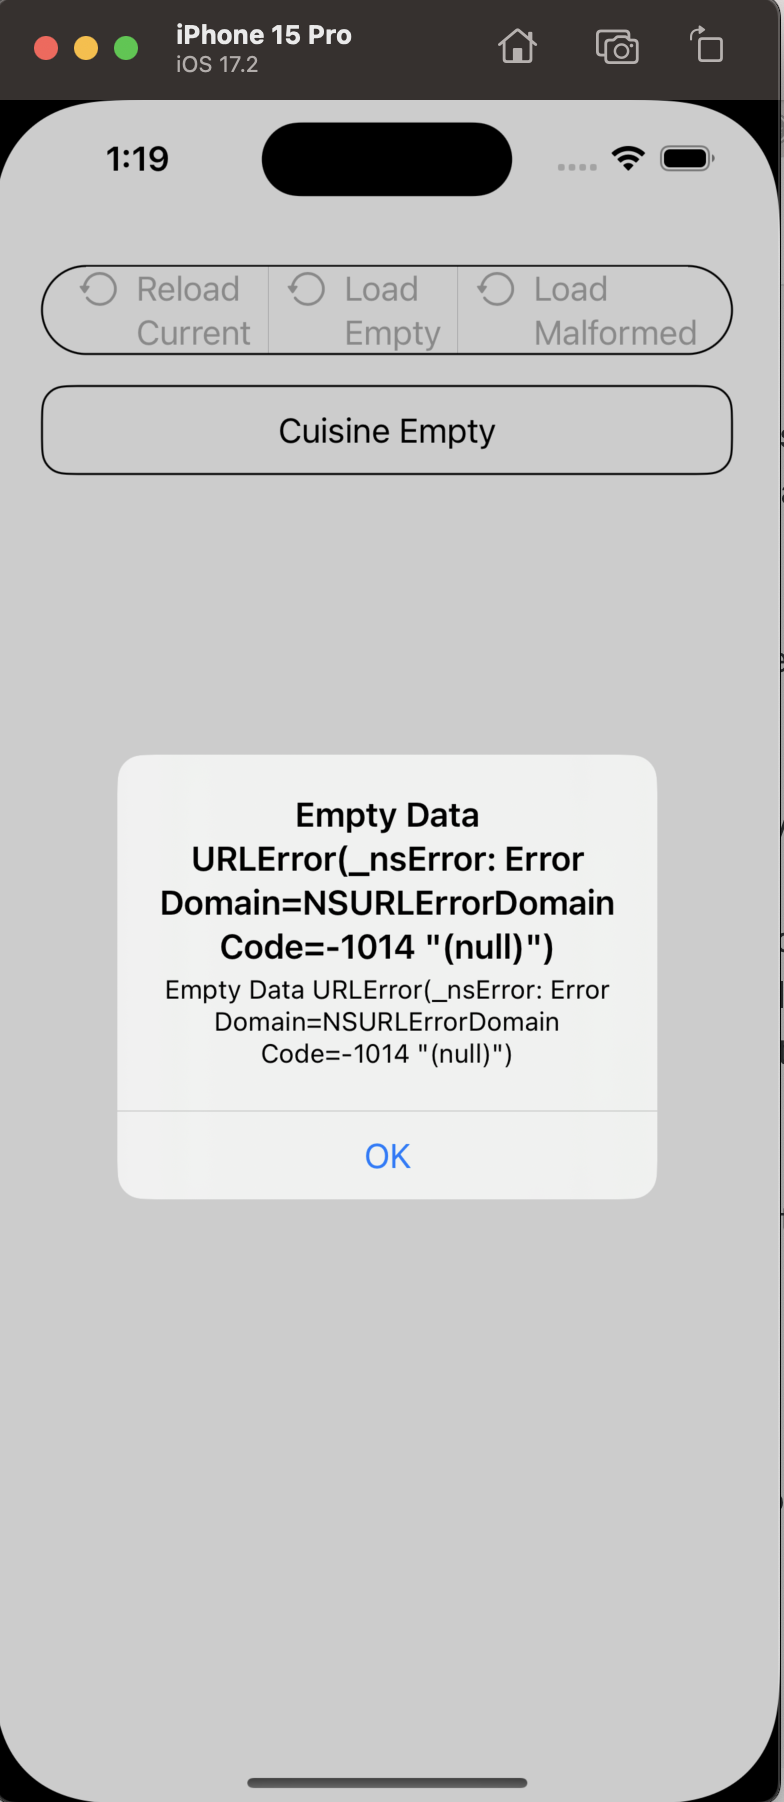 iPhone 15 Pro
iOS 17.2
1:19
Reload
Current
Load
Empty
Load
Malformed
Cuisine Empty
Empty Data
URLError(_nsError: Error
Domain=NSURLErrorDomain
Code=-1014 "(null)")
Empty Data URLError(_nsError: Error
Domain=NSURLErrorDomain
Code=-1014 "(null)")
OK